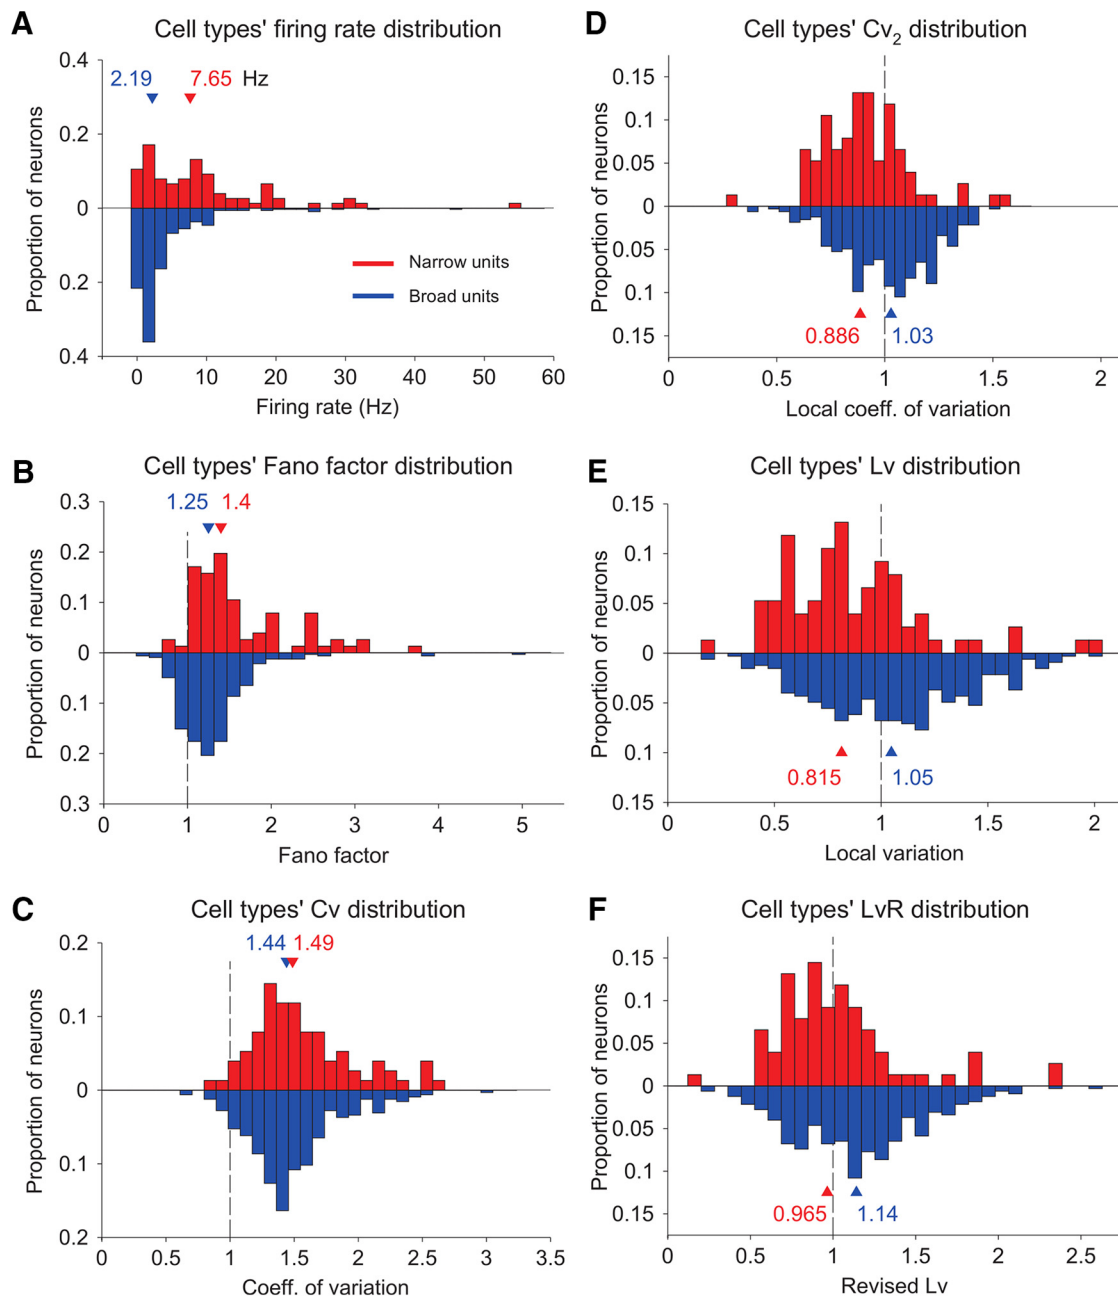 A
Cell types' firing rate distribution
2.19 7.65 Hz
Proportion of neurons
0.4
0.2
0
0.2
0.4
Narrow units
Broad units
0 10 20 30 40 50 60
Firing rate (Hz)
B
Cell types' Fano factor distribution
1.25 1.4
Proportion of neurons
0.3
0.2
0.1
0
0.1
0.2
0.3
0 1 2 3 4 5
Fano factor
C
Cell types' Cv distribution
1.44 1.49
Proportion of neurons
0.2
0.1
0
0.1
0.2
0 0.5 1 1.5 2 2.5 3 3.5
Coeff. of variation
D
Cell types' Cv2 distribution
Proportion of neurons
0.15
0.1
0.05
0
0.05
0.1
0.15
0.886 1.03
0 0.5 1 1.5 2
Local coeff. of variation
E
Cell types' Lv distribution
Proportion of neurons
0.15
0.1
0.05
0
0.05
0.1
0.15
0.815 1.05
0 0.5 1 1.5 2
Local variation
F
Cell types' LvR distribution
Proportion of neurons
0.15
0.1
0.05
0
0.05
0.1
0.15
0.965 1.14
0 0.5 1 1.5 2 2.5
Revised Lv